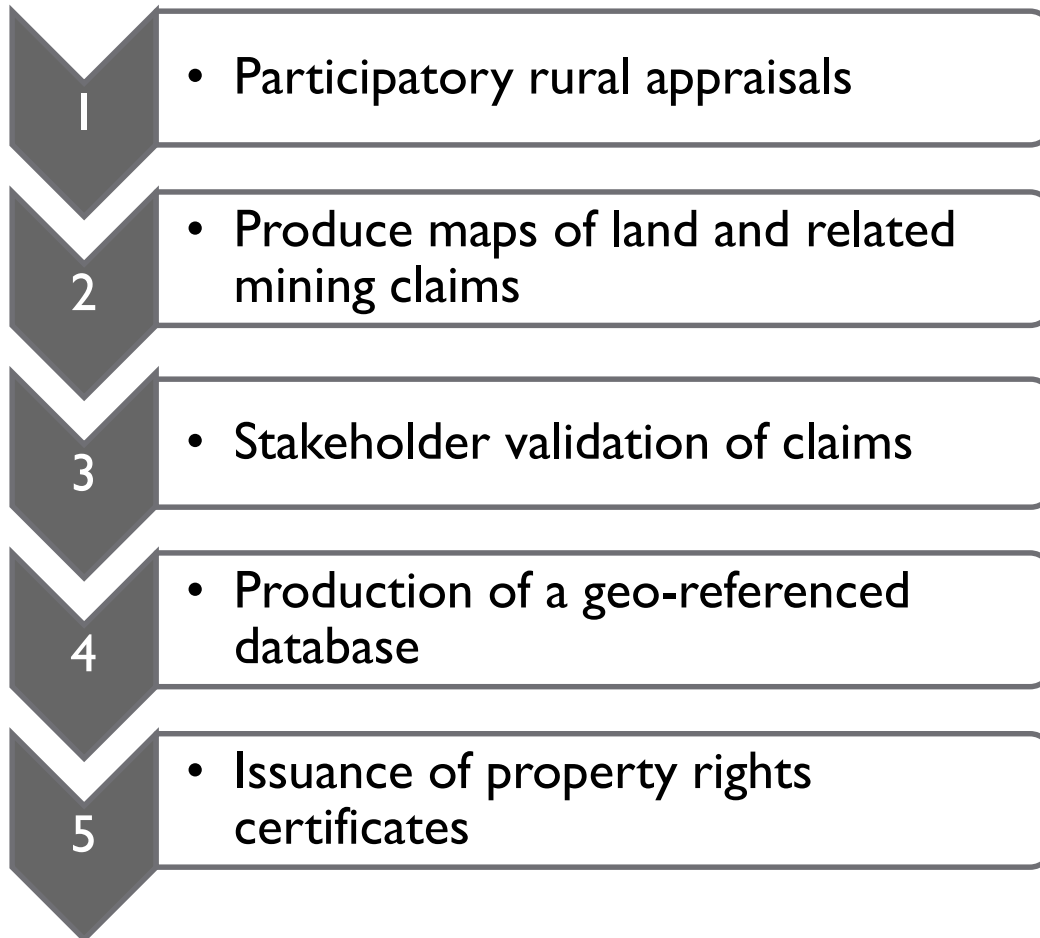 1
• Participatory rural appraisals
2
• Produce maps of land and related
mining claims
3
• Stakeholder validation of claims
4
• Production of a geo-referenced
database
5
• Issuance of property rights
certificates